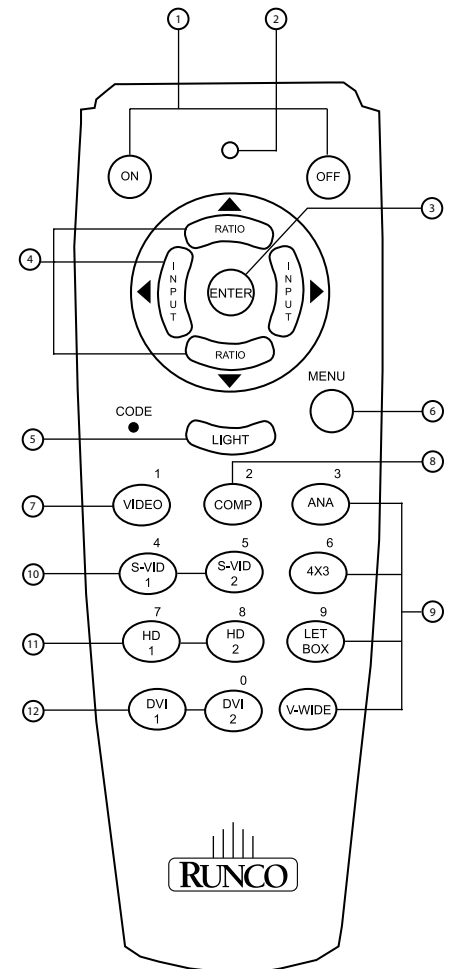 1 2
ON OFF
3
RATIO
4
INPUT ENTER INPUT
RATIO
MENU
CODE
6
5 LIGHT
8
1 2 3
7 VIDEO COMP ANA
4 5 6
10 S-VID 1 S-VID 2 4X3
9
7 8 9
11 HD 1 HD 2 LET BOX
0
12 DVI 1 DVI 2 V-WIDE
RUNCO